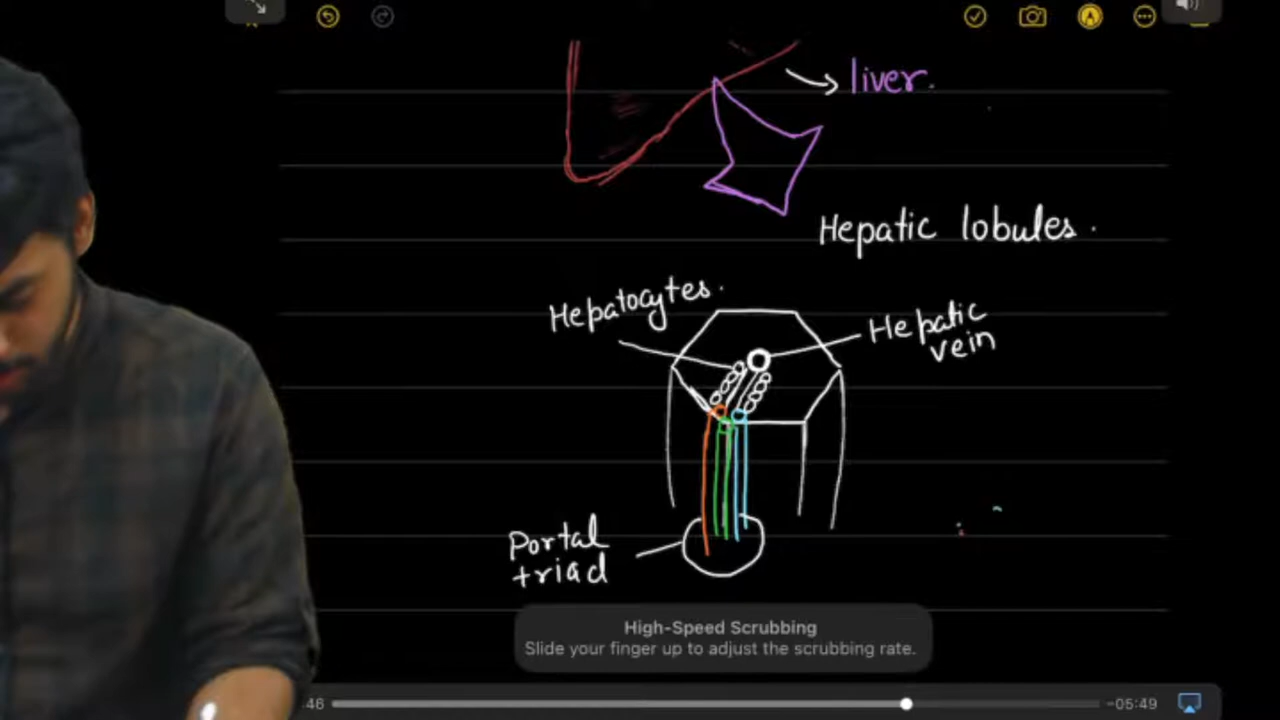 liver.
Hepatic lobules.
Hepatocytes.
Hepatic
vein
Portal
triad
High-Speed Scrubbing
Slide your finger up to adjust the scrubbing rate.
:46
-05:49